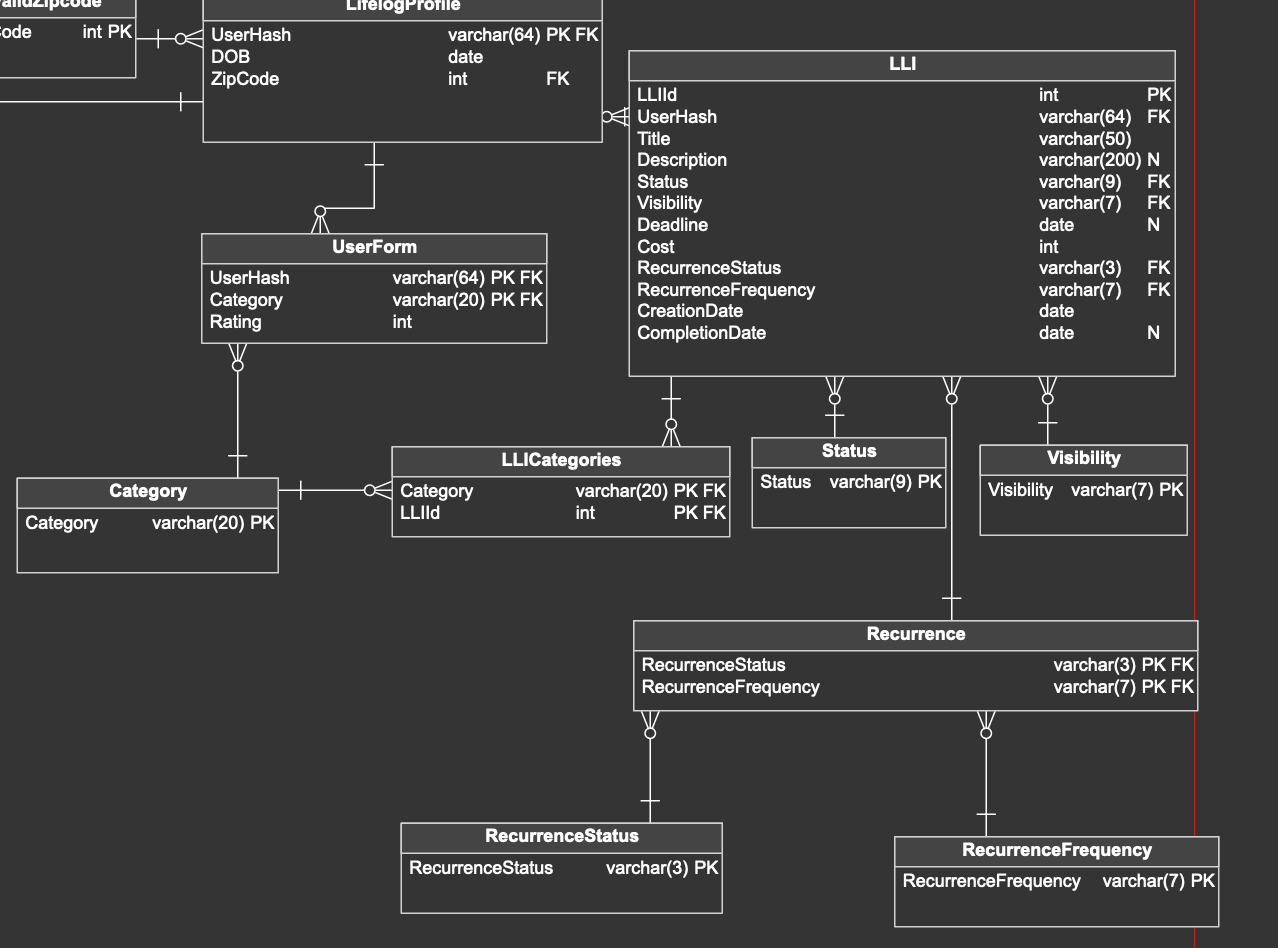 LifelogProfile
int PK
UserHash varchar(64) PK FK
DOB date
ZipCode int FK
LLI
LLIId int PK
UserHash varchar(64) FK
Title varchar(50)
Description varchar(200) N
Status varchar(9) FK
Visibility varchar(7) FK
Deadline date N
Cost int
RecurrenceStatus varchar(3) FK
RecurrenceFrequency varchar(7) FK
CreationDate date
CompletionDate date N
UserForm
UserHash varchar(64) PK FK
Category varchar(20) PK FK
Rating int
Category
Category varchar(20) PK
LLICategories
Category varchar(20) PK FK
LLIId int PK FK
Status
Status varchar(9) PK
Visibility
Visibility varchar(7) PK
Recurrence
RecurrenceStatus varchar(3) PK FK
RecurrenceFrequency varchar(7) PK FK
RecurrenceStatus
RecurrenceStatus varchar(3) PK
RecurrenceFrequency
RecurrenceFrequency varchar(7) PK